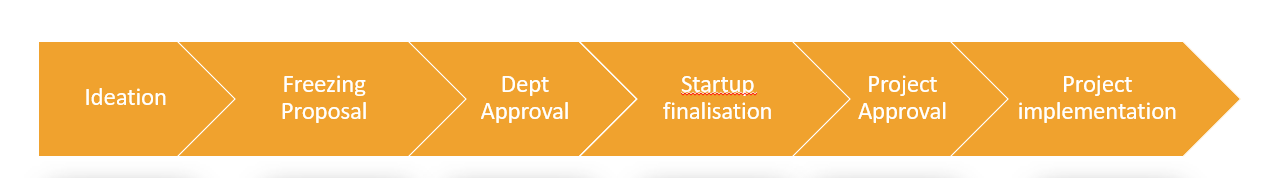 Ideation
Freezing
Proposal
Dept
Approval
Startup
finalisation
Project
Approval
Project
implementation